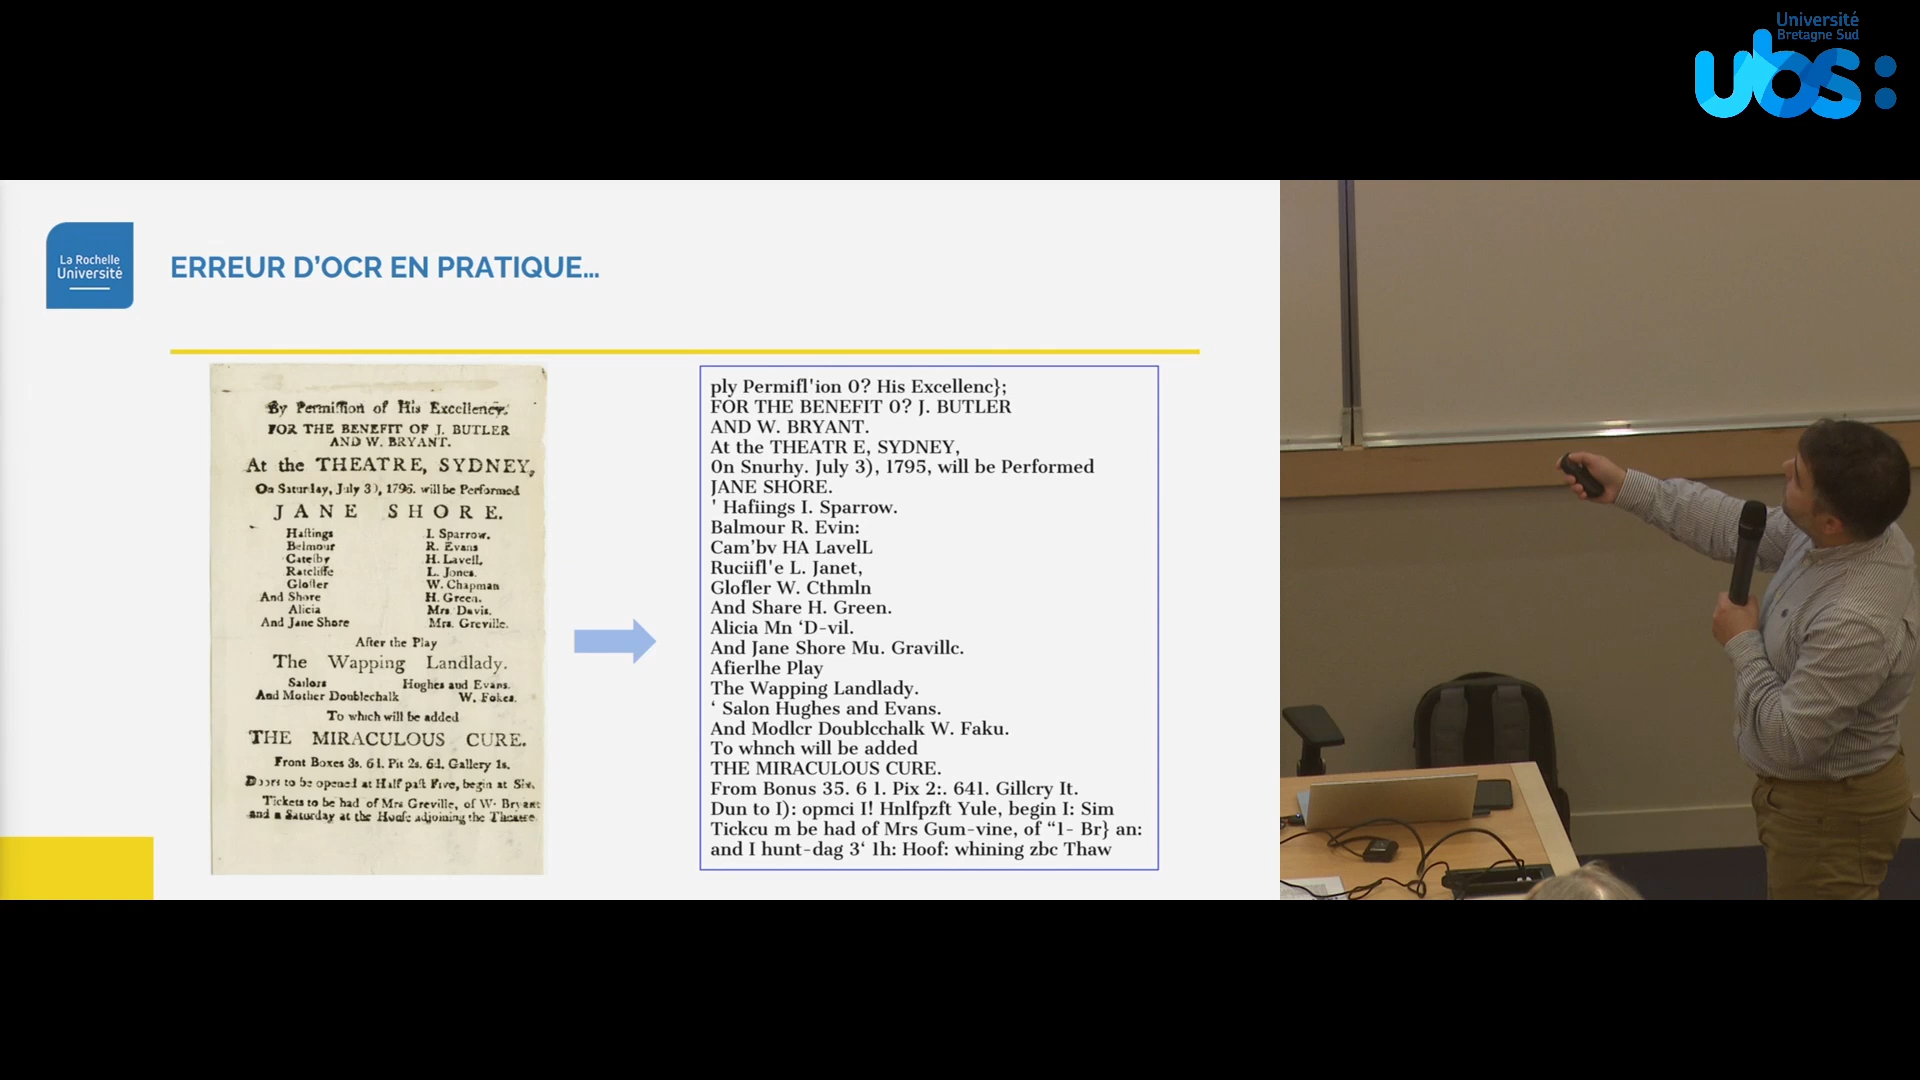 Université
Bretagne Sud
ubs:
La Rochelle
Université
ERREUR D'OCR EN PRATIQUE...
By Permiſſion of His Excellency.
FOR THE BENEFIT OF J. BUTLER
AND W. BRYANT.
At the THEATRE, SYDNEY,
On Saturday, July 30, 1796. will be Performed
JANE SHORE.
Haſtings I. Sparrow.
Belmour R. Evans
Cateſby H. Lavell.
Ratcliffe L. Jones.
Gloſter W. Chapman
And Shore H. Green.
Alicia Mrs. Davis.
And Jane Shore Mrs. Greville.
After the Play
The Wapping Landlady.
Sailors Hughes and Evans.
And Mother Doublechalk W. Fokes.
To which will be added
THE MIRACULOUS CURE.
Front Boxes 3s. 6d. Pit 2s. 6d. Gallery 1s.
Doors to be opened at Half paſt Five, begin at Six.
Tickets to be had of Mrs Greville, of W. Bryant
and a Saturday at the Houſe adjoining the Theatre.
ply Permifl'ion 0? His Excellenc};
FOR THE BENEFIT 0? J. BUTLER
AND W. BRYANT.
At the THEATR E, SYDNEY,
0n Snurhy. July 3), 1795, will be Performed
JANE SHORE.
' Hafiings I. Sparrow.
Balmour R. Evin:
Cam’bv HA LavelL
Ruciifl'e L. Janet,
Glofler W. Cthmln
And Share H. Green.
Alicia Mn ‘D-vil.
And Jane Shore Mu. Gravillc.
Afierlhe Play
The Wapping Landlady.
‘ Salon Hughes and Evans.
And Modlcr Doublcchalk W. Faku.
To whnch will be added
THE MIRACULOUS CURE.
From Bonus 35. 6 l. Pix 2:. 641. Gillcry It.
Dun to I): opmci I! Hnlfpzft Yule, begin I: Sim
Tickcu m be had of Mrs Gum-vine, of “1- Br} an:
and I hunt-dag 3‘ 1h: Hoof: whining zbc Thaw